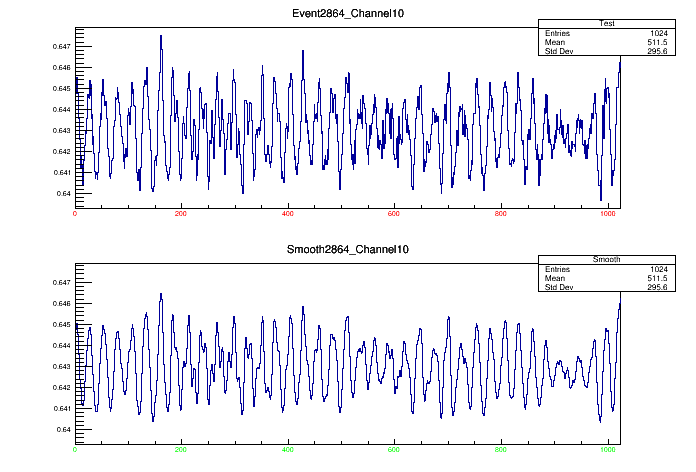 Event2864_Channel10
Test
Entries 1024
Mean 511.5
Std Dev 295.6
0.647
0.646
0.645
0.644
0.643
0.642
0.641
0.64
0 200 400 600 800 1000
Smooth2864_Channel10
Smooth
Entries 1024
Mean 511.5
Std Dev 295.6
0.647
0.646
0.645
0.644
0.643
0.642
0.641
0.64
0 200 400 600 800 1000